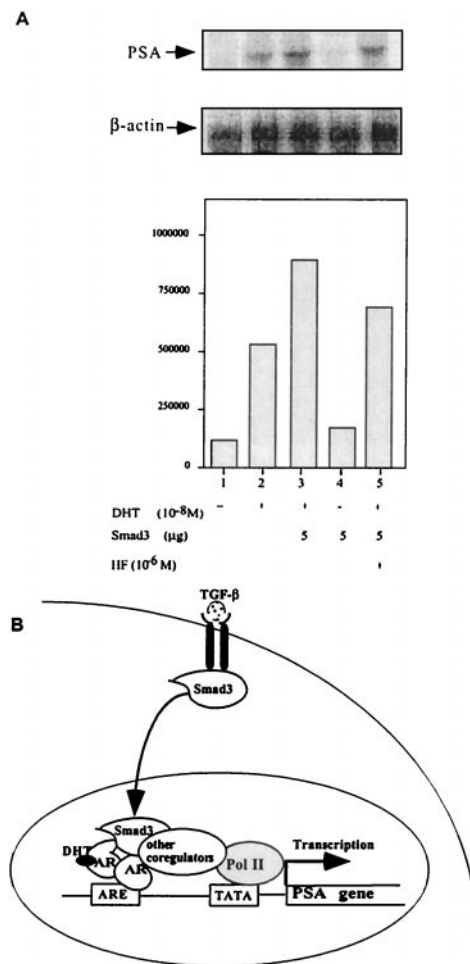 A
PSA
β-actin
1000000
750000
500000
250000
0
1 2 3 4 5
DHT (10-8M) - + + - +
Smad3 (μg) 5 5 5
HF (10-6 M) +
B
TGF-β
Smad3
Smad3
DHT
AR
AR
other
coregulators
Pol II
Transcription
ARE
TATA
PSA gene